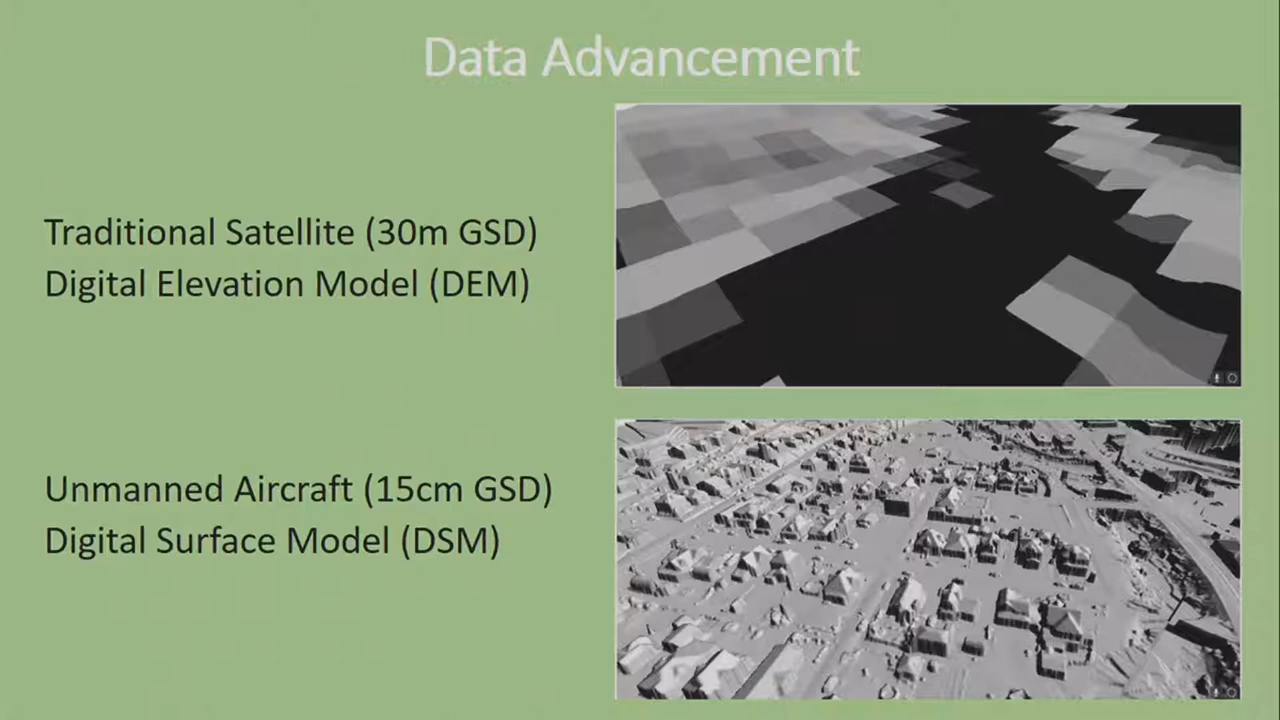 Data Advancement
Traditional Satellite (30m GSD)
Digital Elevation Model (DEM)
Unmanned Aircraft (15cm GSD)
Digital Surface Model (DSM)